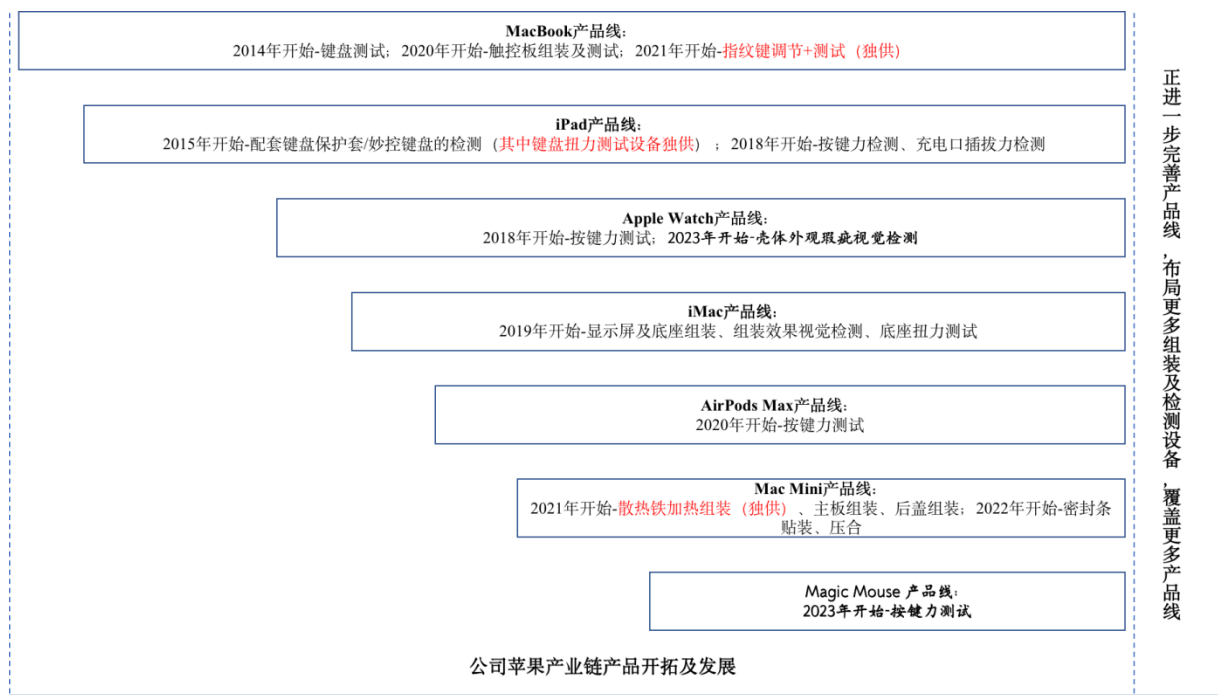 MacBook产品线：
2014年开始-键盘测试；2020年开始-触控板组装及测试；2021年开始-指纹键调节+测试（独供）
iPad产品线：
2015年开始-配套键盘保护套/妙控键盘的检测（其中键盘扭力测试设备独供）；2018年开始-按键力检测、充电口插拔力检测
Apple Watch产品线：
2018年开始-按键力测试；2023年开始-壳体外观瑕疵视觉检测
iMac产品线：
2019年开始-显示屏及底座组装、组装效果视觉检测、底座扭力测试
AirPods Max产品线：
2020年开始-按键力测试
Mac Mini产品线：
2021年开始-散热铁加热组装（独供）、主板组装、后盖组装；2022年开始-密封条
贴装、压合
Magic Mouse 产品线：
2023年开始-按键力测试
公司苹果产业链产品开拓及发展
正进一步完善产品线，布局更多组装及检测设备，覆盖更多产品线